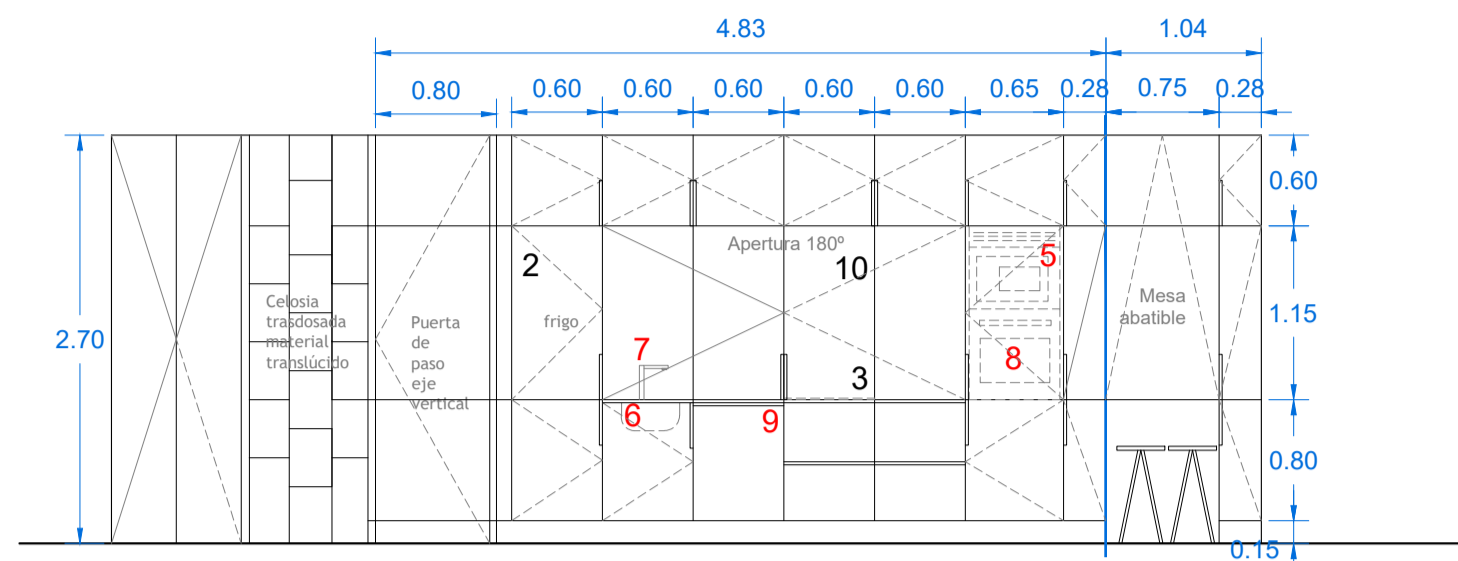 4.83
1.04
0.80
0.60
0.60
0.60
0.60
0.60
0.65
0.28
0.75
0.28
2.70
0.60
1.15
0.80
0.15
Apertura 180º
2
10
5
Celosia
trasdosada
material
translúcido
Puerta
de
paso
eje
vertical
frigo
Mesa
abatible
7
8
3
6
9